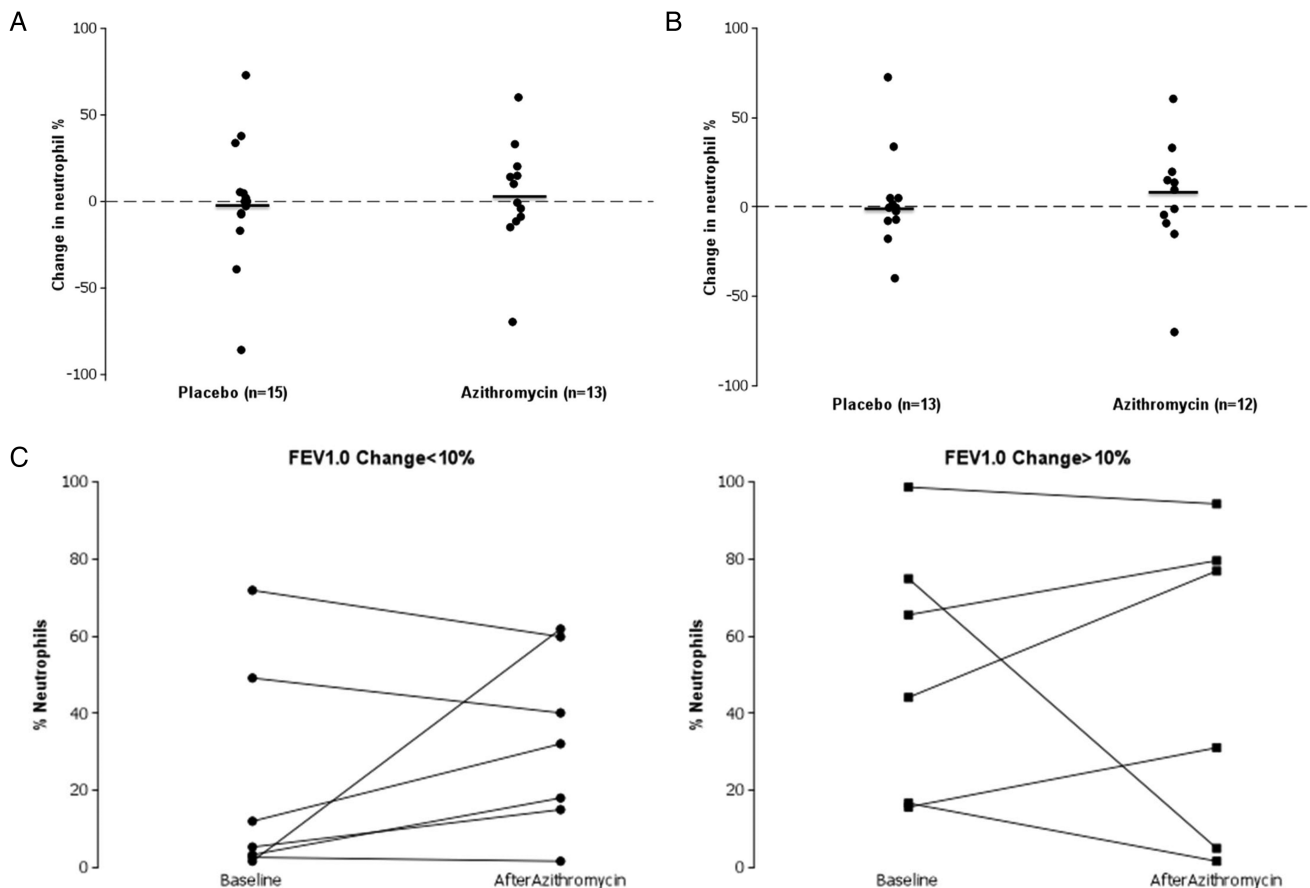 A
100
50
0
-50
-100
Change in neutrophil %
Placebo (n=15)
Azithromycin (n=13)
B
100
50
0
-50
-100
Change in neutrophil %
Placebo (n=13)
Azithromycin (n=12)
C
FEV1.0 Change<10%
100
80
60
40
20
0
% Neutrophils
Baseline
AfterAzithromycin
FEV1.0 Change>10%
100
80
60
40
20
0
% Neutrophils
Baseline
AfterAzithromycin